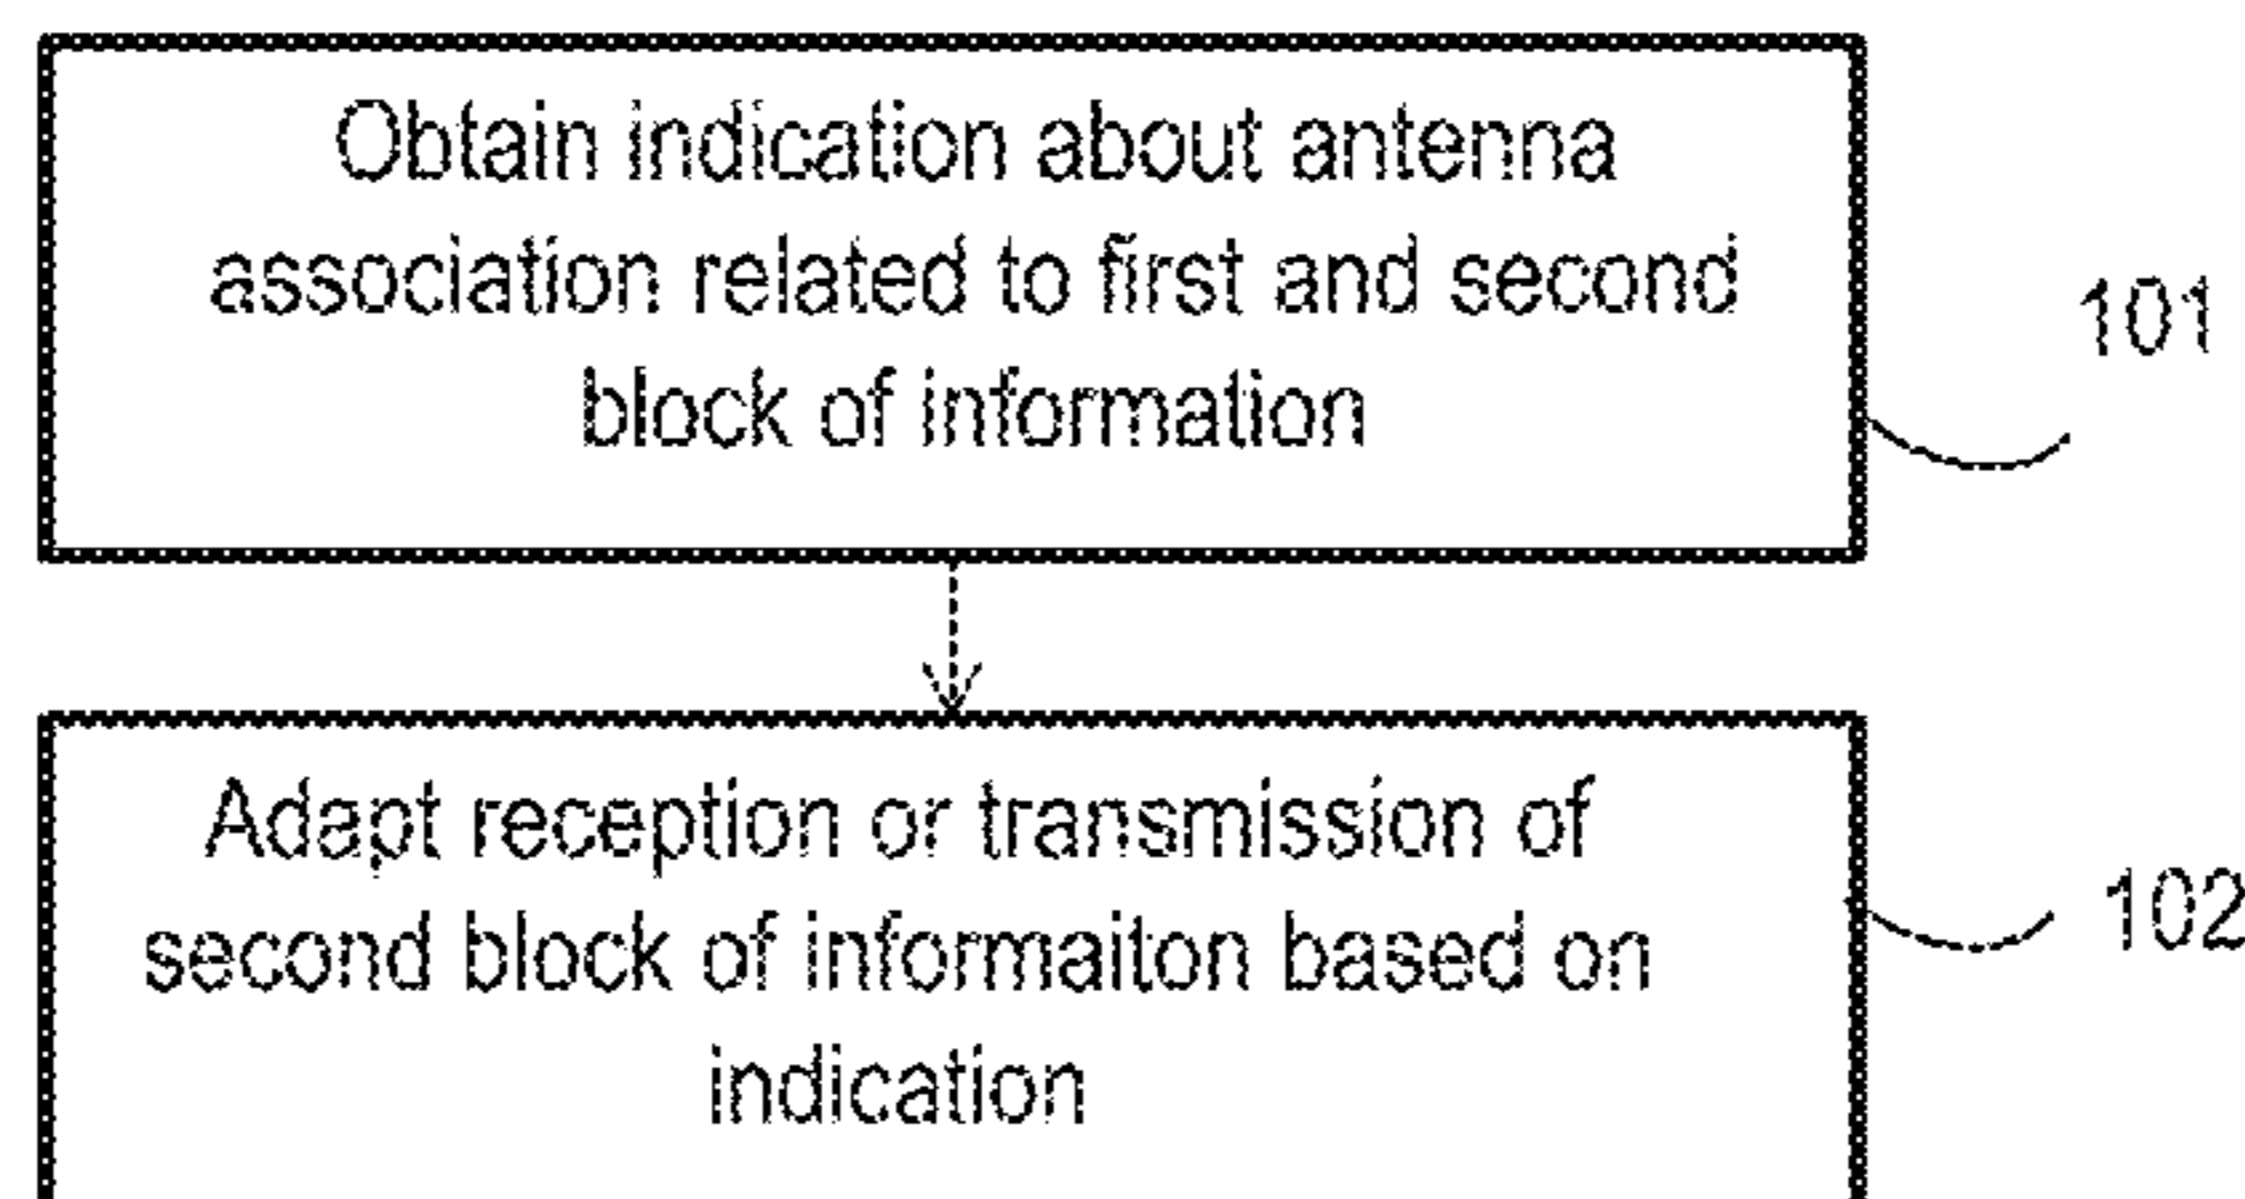 Obtain indication about antenna
association related to first and second
block of information
101
Adapt reception or transmission of
second block of informaiton based on
indication
102